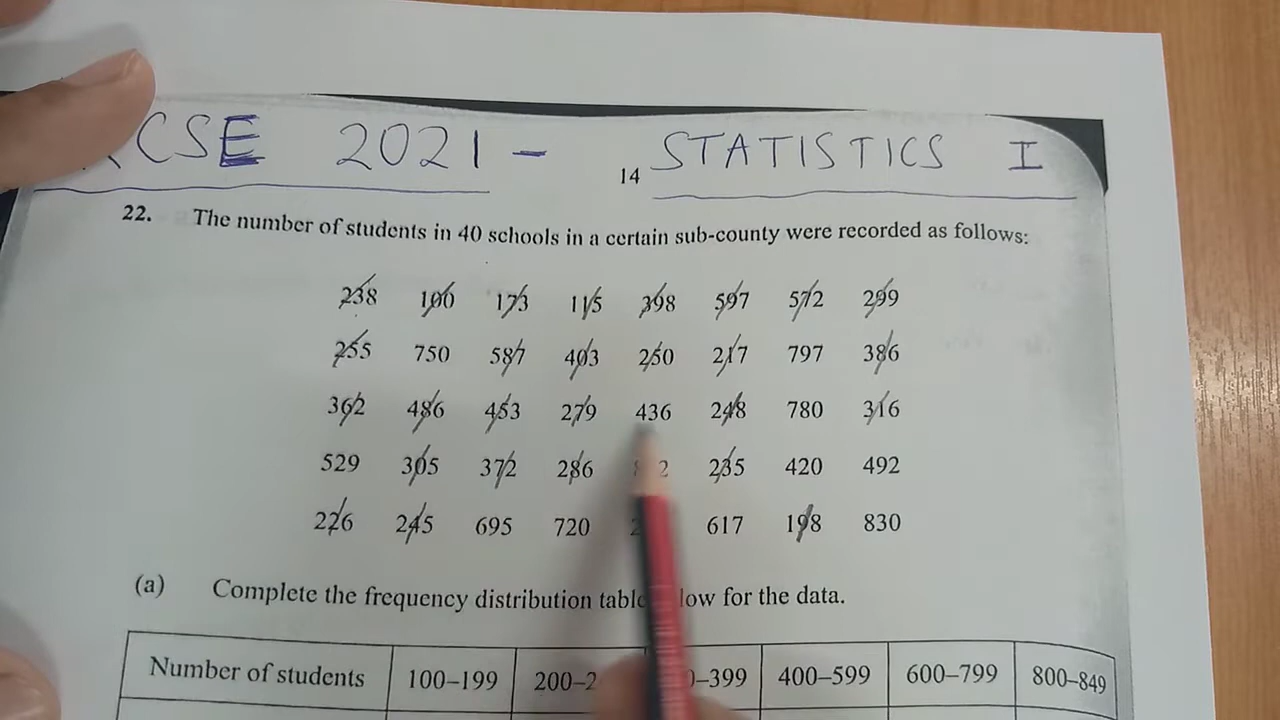 CSE 2021 - STATISTICS I
14
22. The number of students in 40 schools in a certain sub-county were recorded as follows:
238 100 173 115 398 597 572 299
255 750 587 403 250 217 797 386
362 486 453 279 436 248 780 316
529 305 372 286 235 420 492
226 245 695 720 617 198 830
(a) Complete the frequency distribution low for the data.
Number of students 100–199 –399 400–599 600–799 800–849